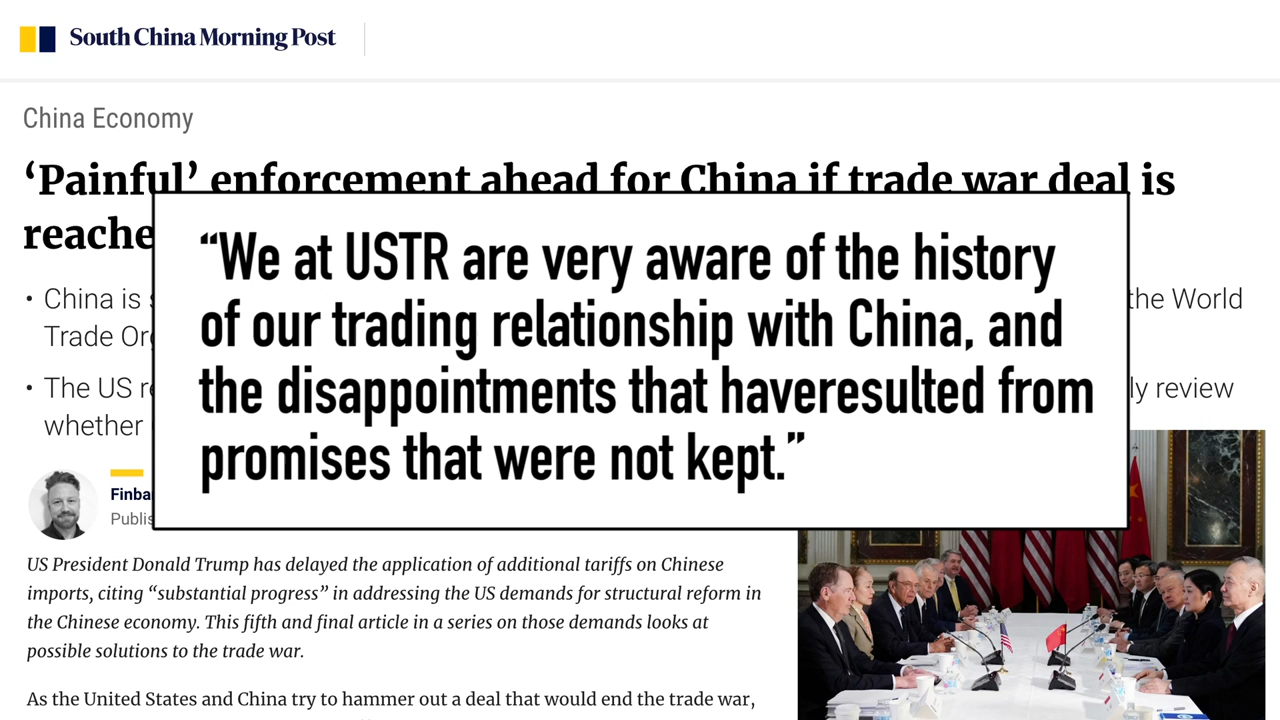 South China Morning Post
China Economy
‘Painful’ enforcement ahead for China if trade war deal is
reache
“We at USTR are very aware of the history
of our trading relationship with China, and
the disappointments that haveresulted from
promises that were not kept.”
• China is the World
Trade Or
• The US ly review
whether
Finba
Publis
US President Donald Trump has delayed the application of additional tariffs on Chinese
imports, citing “substantial progress” in addressing the US demands for structural reform in
the Chinese economy. This fifth and final article in a series on those demands looks at
possible solutions to the trade war.
As the United States and China try to hammer out a deal that would end the trade war,